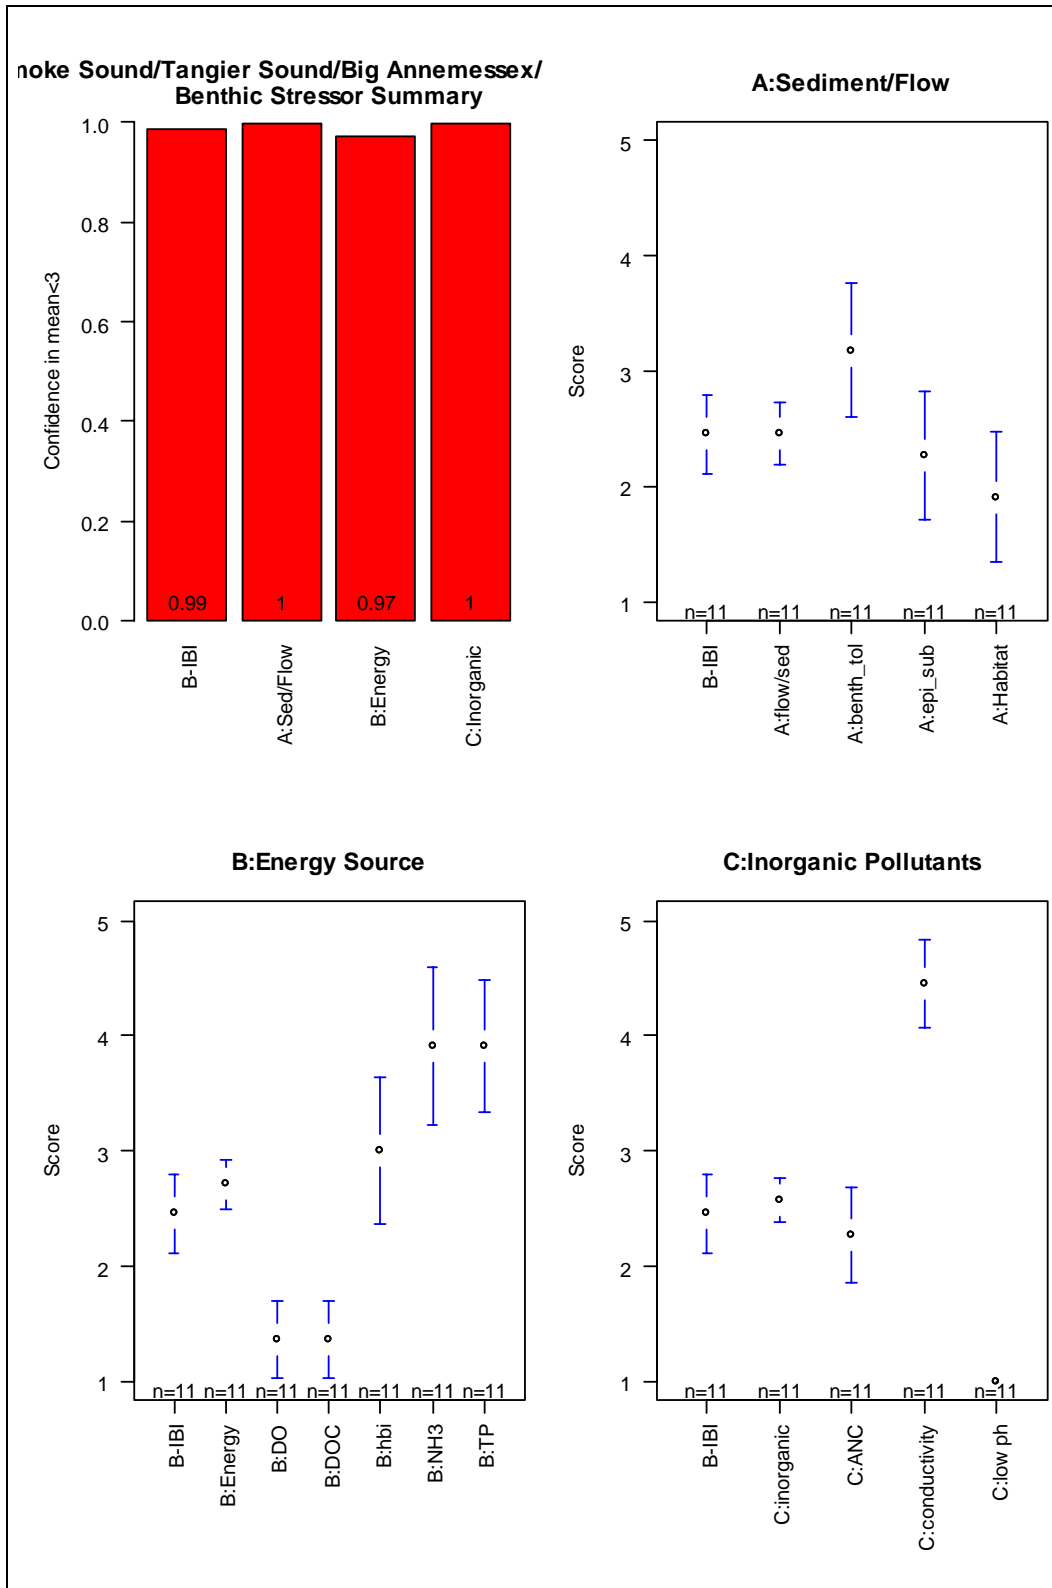 noke Sound/Tangier Sound/Big Annemessex/
Benthic Stressor Summary
Confidence in mean<3
1.0
0.8
0.6
0.4
0.2
0.0
0.99 1 0.97 1
B-IBI
A:Sed/Flow
B:Energy
C:Inorganic
A:Sediment/Flow
Score
5
4
3
2
1
n=11 n=11 n=11 n=11 n=11
B-IBI
A:flow/sed
A:benth_tol
A:epi_sub
A:Habitat
B:Energy Source
Score
5
4
3
2
1
n=11 n=11 n=11 n=11 n=11 n=11 n=11
B-IBI
B:Energy
B:DO
B:DOC
B:hbi
B:NH3
B:TP
C:Inorganic Pollutants
Score
5
4
3
2
1
n=11 n=11 n=11 n=11 n=11
B-IBI
C:inorganic
C:ANC
C:conductivity
C:low ph